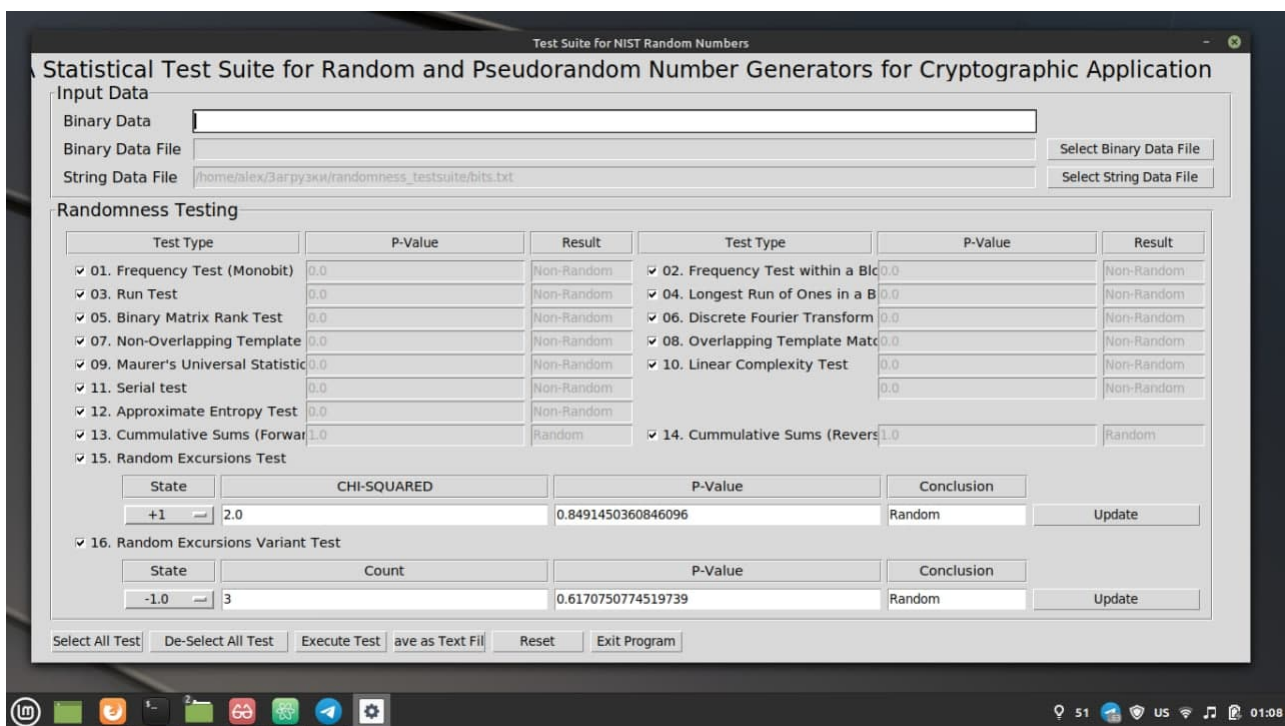 Test Suite for NIST Random Numbers
A Statistical Test Suite for Random and Pseudorandom Number Generators for Cryptographic Application
Input Data
Binary Data
Binary Data File Select Binary Data File
String Data File /home/alex/Загрузки/randomness_testsuite/bits.txt Select String Data File
Randomness Testing
Test Type P-Value Result Test Type P-Value Result
01. Frequency Test (Monobit) 0.0 Non-Random 02. Frequency Test within a Blo 0.0 Non-Random
03. Run Test 0.0 Non-Random 04. Longest Run of Ones in a B 0.0 Non-Random
05. Binary Matrix Rank Test 0.0 Non-Random 06. Discrete Fourier Transform 0.0 Non-Random
07. Non-Overlapping Template 0.0 Non-Random 08. Overlapping Template Matc 0.0 Non-Random
09. Maurer's Universal Statistic 0.0 Non-Random 10. Linear Complexity Test 0.0 Non-Random
11. Serial test 0.0 Non-Random 0.0 Non-Random
12. Approximate Entropy Test 0.0 Non-Random
13. Cummulative Sums (Forwar 1.0 Random 14. Cummulative Sums (Revers 1.0 Random
15. Random Excursions Test
State CHI-SQUARED P-Value Conclusion
+1 2.0 0.8491450360846096 Random Update
16. Random Excursions Variant Test
State Count P-Value Conclusion
-1.0 3 0.6170750774519739 Random Update
Select All Test De-Select All Test Execute Test ave as Text Fil Reset Exit Program
2 51 US 01:08